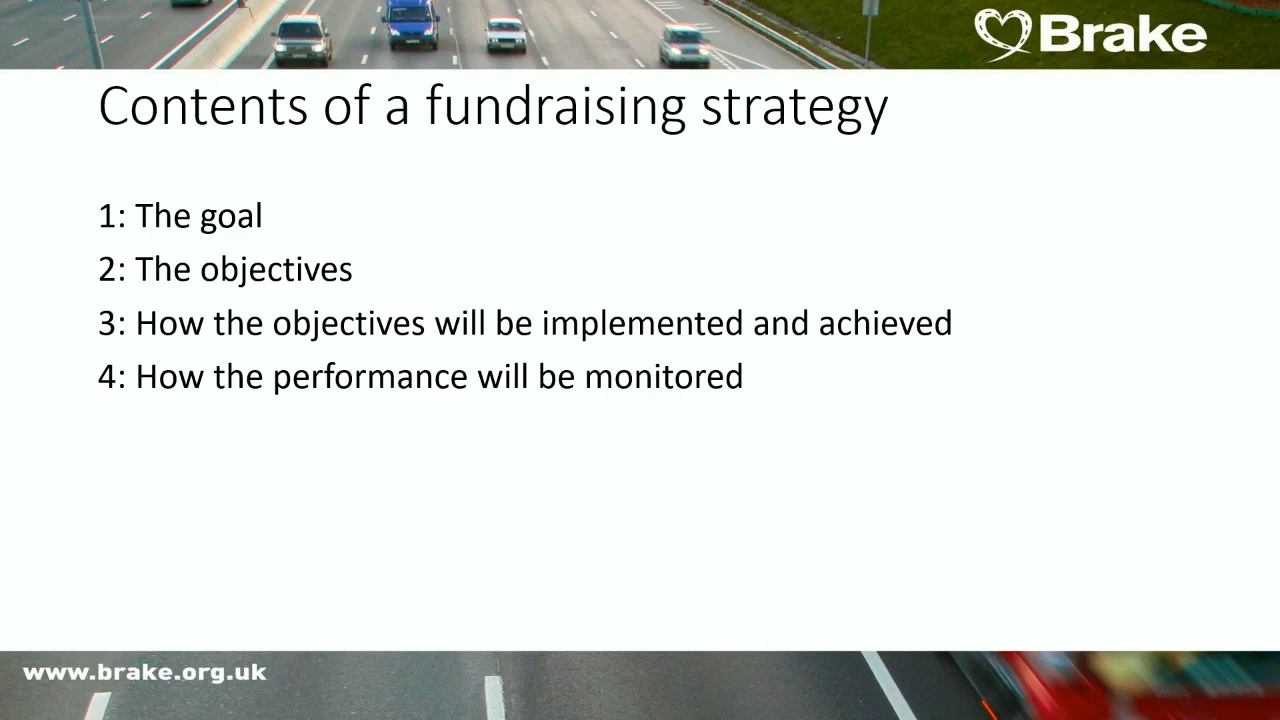 Brake
Contents of a fundraising strategy
1: The goal
2: The objectives
3: How the objectives will be implemented and achieved
4: How the performance will be monitored
www.brake.org.uk